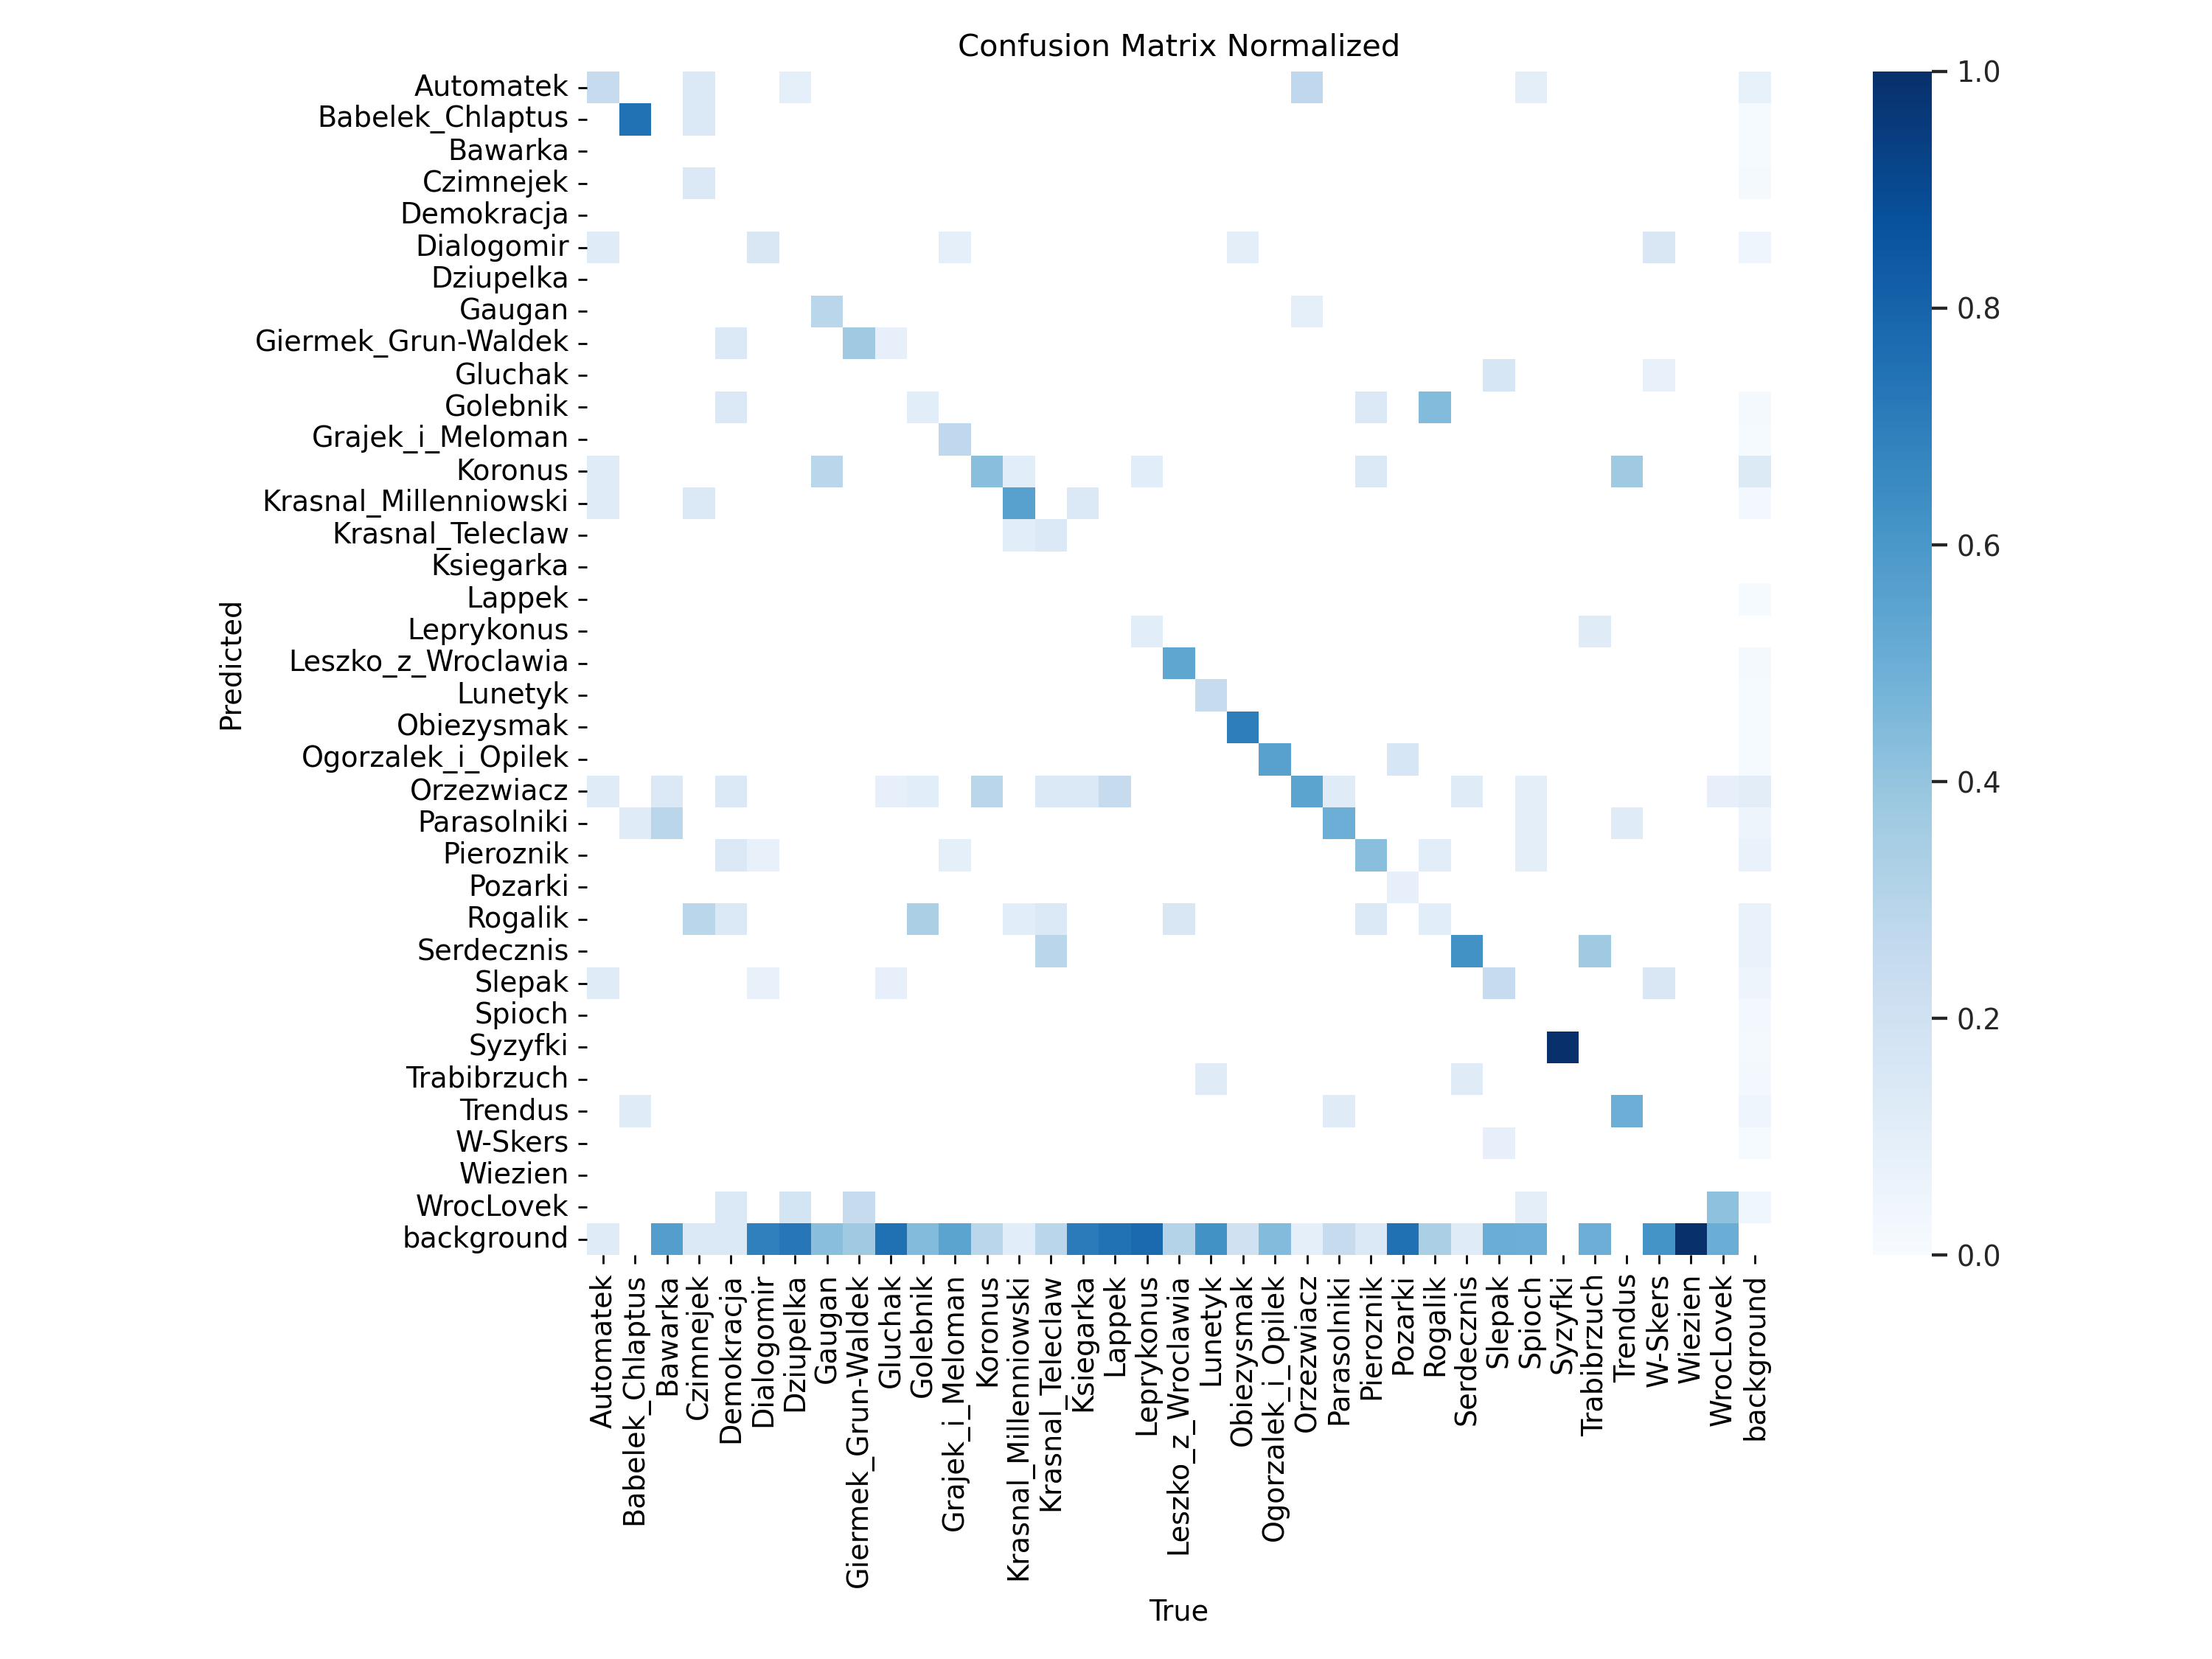 Confusion Matrix Normalized
Automatek
Babelek_Chlaptus
Bawarka
Czimnejek
Demokracja
Dialogomir
Dziupelka
Gaugan
Giermek_Grun-Waldek
Gluchak
Golebnik
Grajek_i_Meloman
Koronus
Krasnal_Millenniowski
Krasnal_Teleclaw
Ksiegarka
Lappek
Leprykonus
Leszko_z_Wroclawia
Lunetyk
Obiezysmak
Ogorzalek_i_Opilek
Orzezwiacz
Parasolniki
Pieroznik
Pozarki
Rogalik
Serdecznis
Slepak
Spioch
Syzyfki
Trabibrzuch
Trendus
W-Skers
Wiezien
WrocLovek
background
Predicted
Automatek
Babelek_Chlaptus
Bawarka
Czimnejek
Demokracja
Dialogomir
Dziupelka
Gaugan
Giermek_Grun-Waldek
Gluchak
Golebnik
Grajek_i_Meloman
Koronus
Krasnal_Millenniowski
Krasnal_Teleclaw
Ksiegarka
Lappek
Leprykonus
Leszko_z_Wroclawia
Lunetyk
Obiezysmak
Ogorzalek_i_Opilek
Orzezwiacz
Parasolniki
Pieroznik
Pozarki
Rogalik
Serdecznis
Slepak
Spioch
Syzyfki
Trabibrzuch
Trendus
W-Skers
Wiezien
WrocLovek
background
True
1.0
0.8
0.6
0.4
0.2
0.0